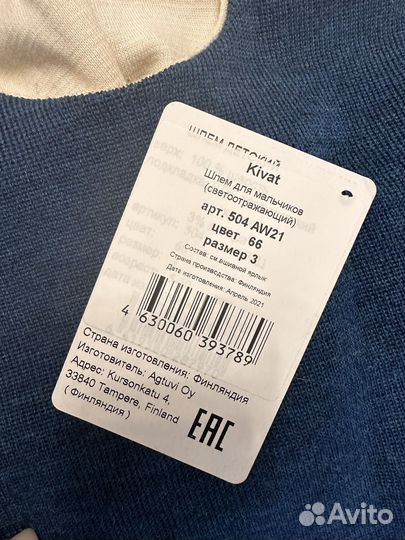 ШЛЕМ ДЕТСКИЙ
Kivat
Шлем для мальчиков
(светоотражающий)
арт. 504 AW21
цвет 66
размер 3
Состав: см.вшивной ярлык
Страна производства: Финляндия
Дата изготовления: Апрель 2021
4 630060 393789
Страна изготовления: Финляндия
Изготовитель: Agtuvi Oy
Адрес: Kursonkatu 4,
33840 Tampere, Finland
( Финляндия )
EAC
Avito